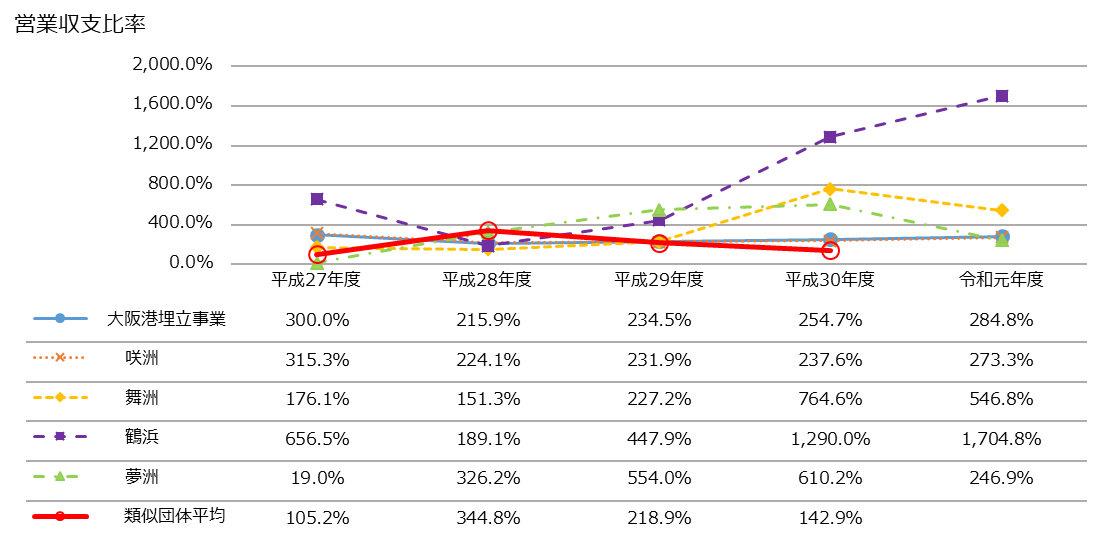 営業収支比率
2,000.0%
1,600.0%
1,200.0%
800.0%
400.0%
0.0%
平成27年度 平成28年度 平成29年度 平成30年度 令和元年度
大阪港埋立事業 300.0% 215.9% 234.5% 254.7% 284.8%
咲洲 315.3% 224.1% 231.9% 237.6% 273.3%
舞洲 176.1% 151.3% 227.2% 764.6% 546.8%
鶴浜 656.5% 189.1% 447.9% 1,290.0% 1,704.8%
夢洲 19.0% 326.2% 554.0% 610.2% 246.9%
類似団体平均 105.2% 344.8% 218.9% 142.9%